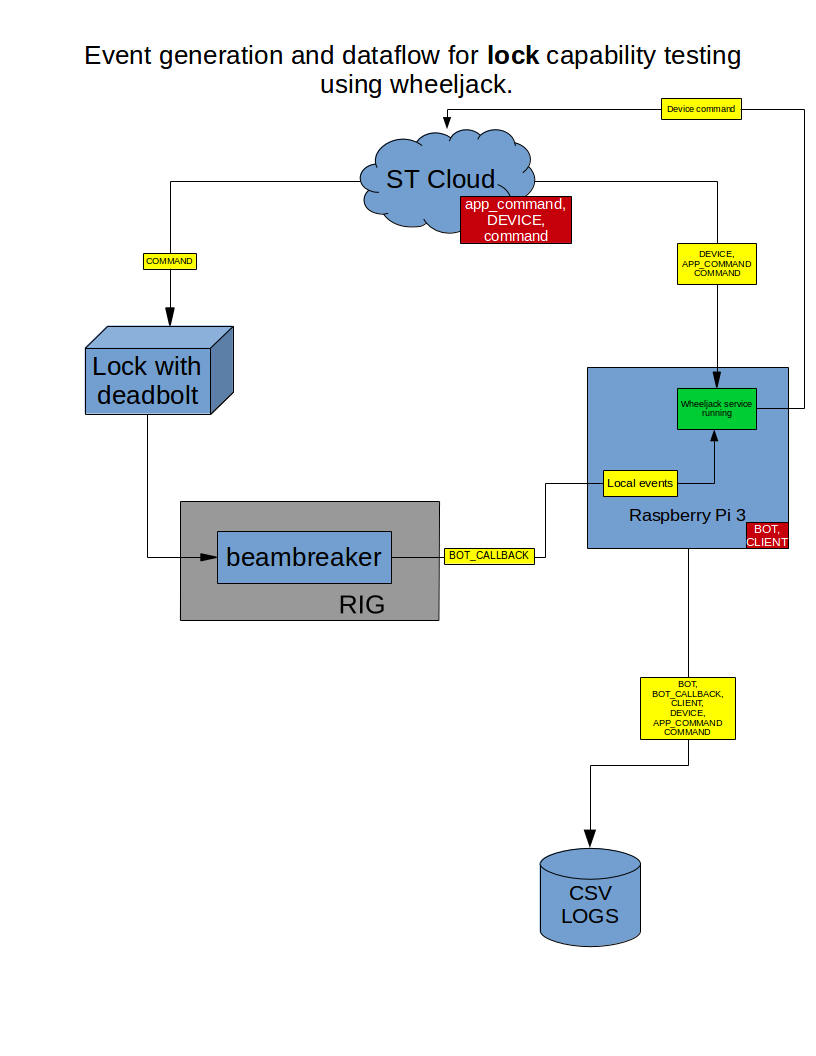 Event generation and dataflow for lock capability testing
using wheeljack.
Device command
ST Cloud
app_command,
DEVICE,
command
COMMAND
DEVICE,
APP_COMMAND
COMMAND
Lock with
deadbolt
Wheeljack service
running
Local events
Raspberry Pi 3
BOT,
CLIENT
beambreaker
BOT_CALLBACK
RIG
BOT,
BOT_CALLBACK,
CLIENT,
DEVICE,
APP_COMMAND
COMMAND
CSV
LOGS